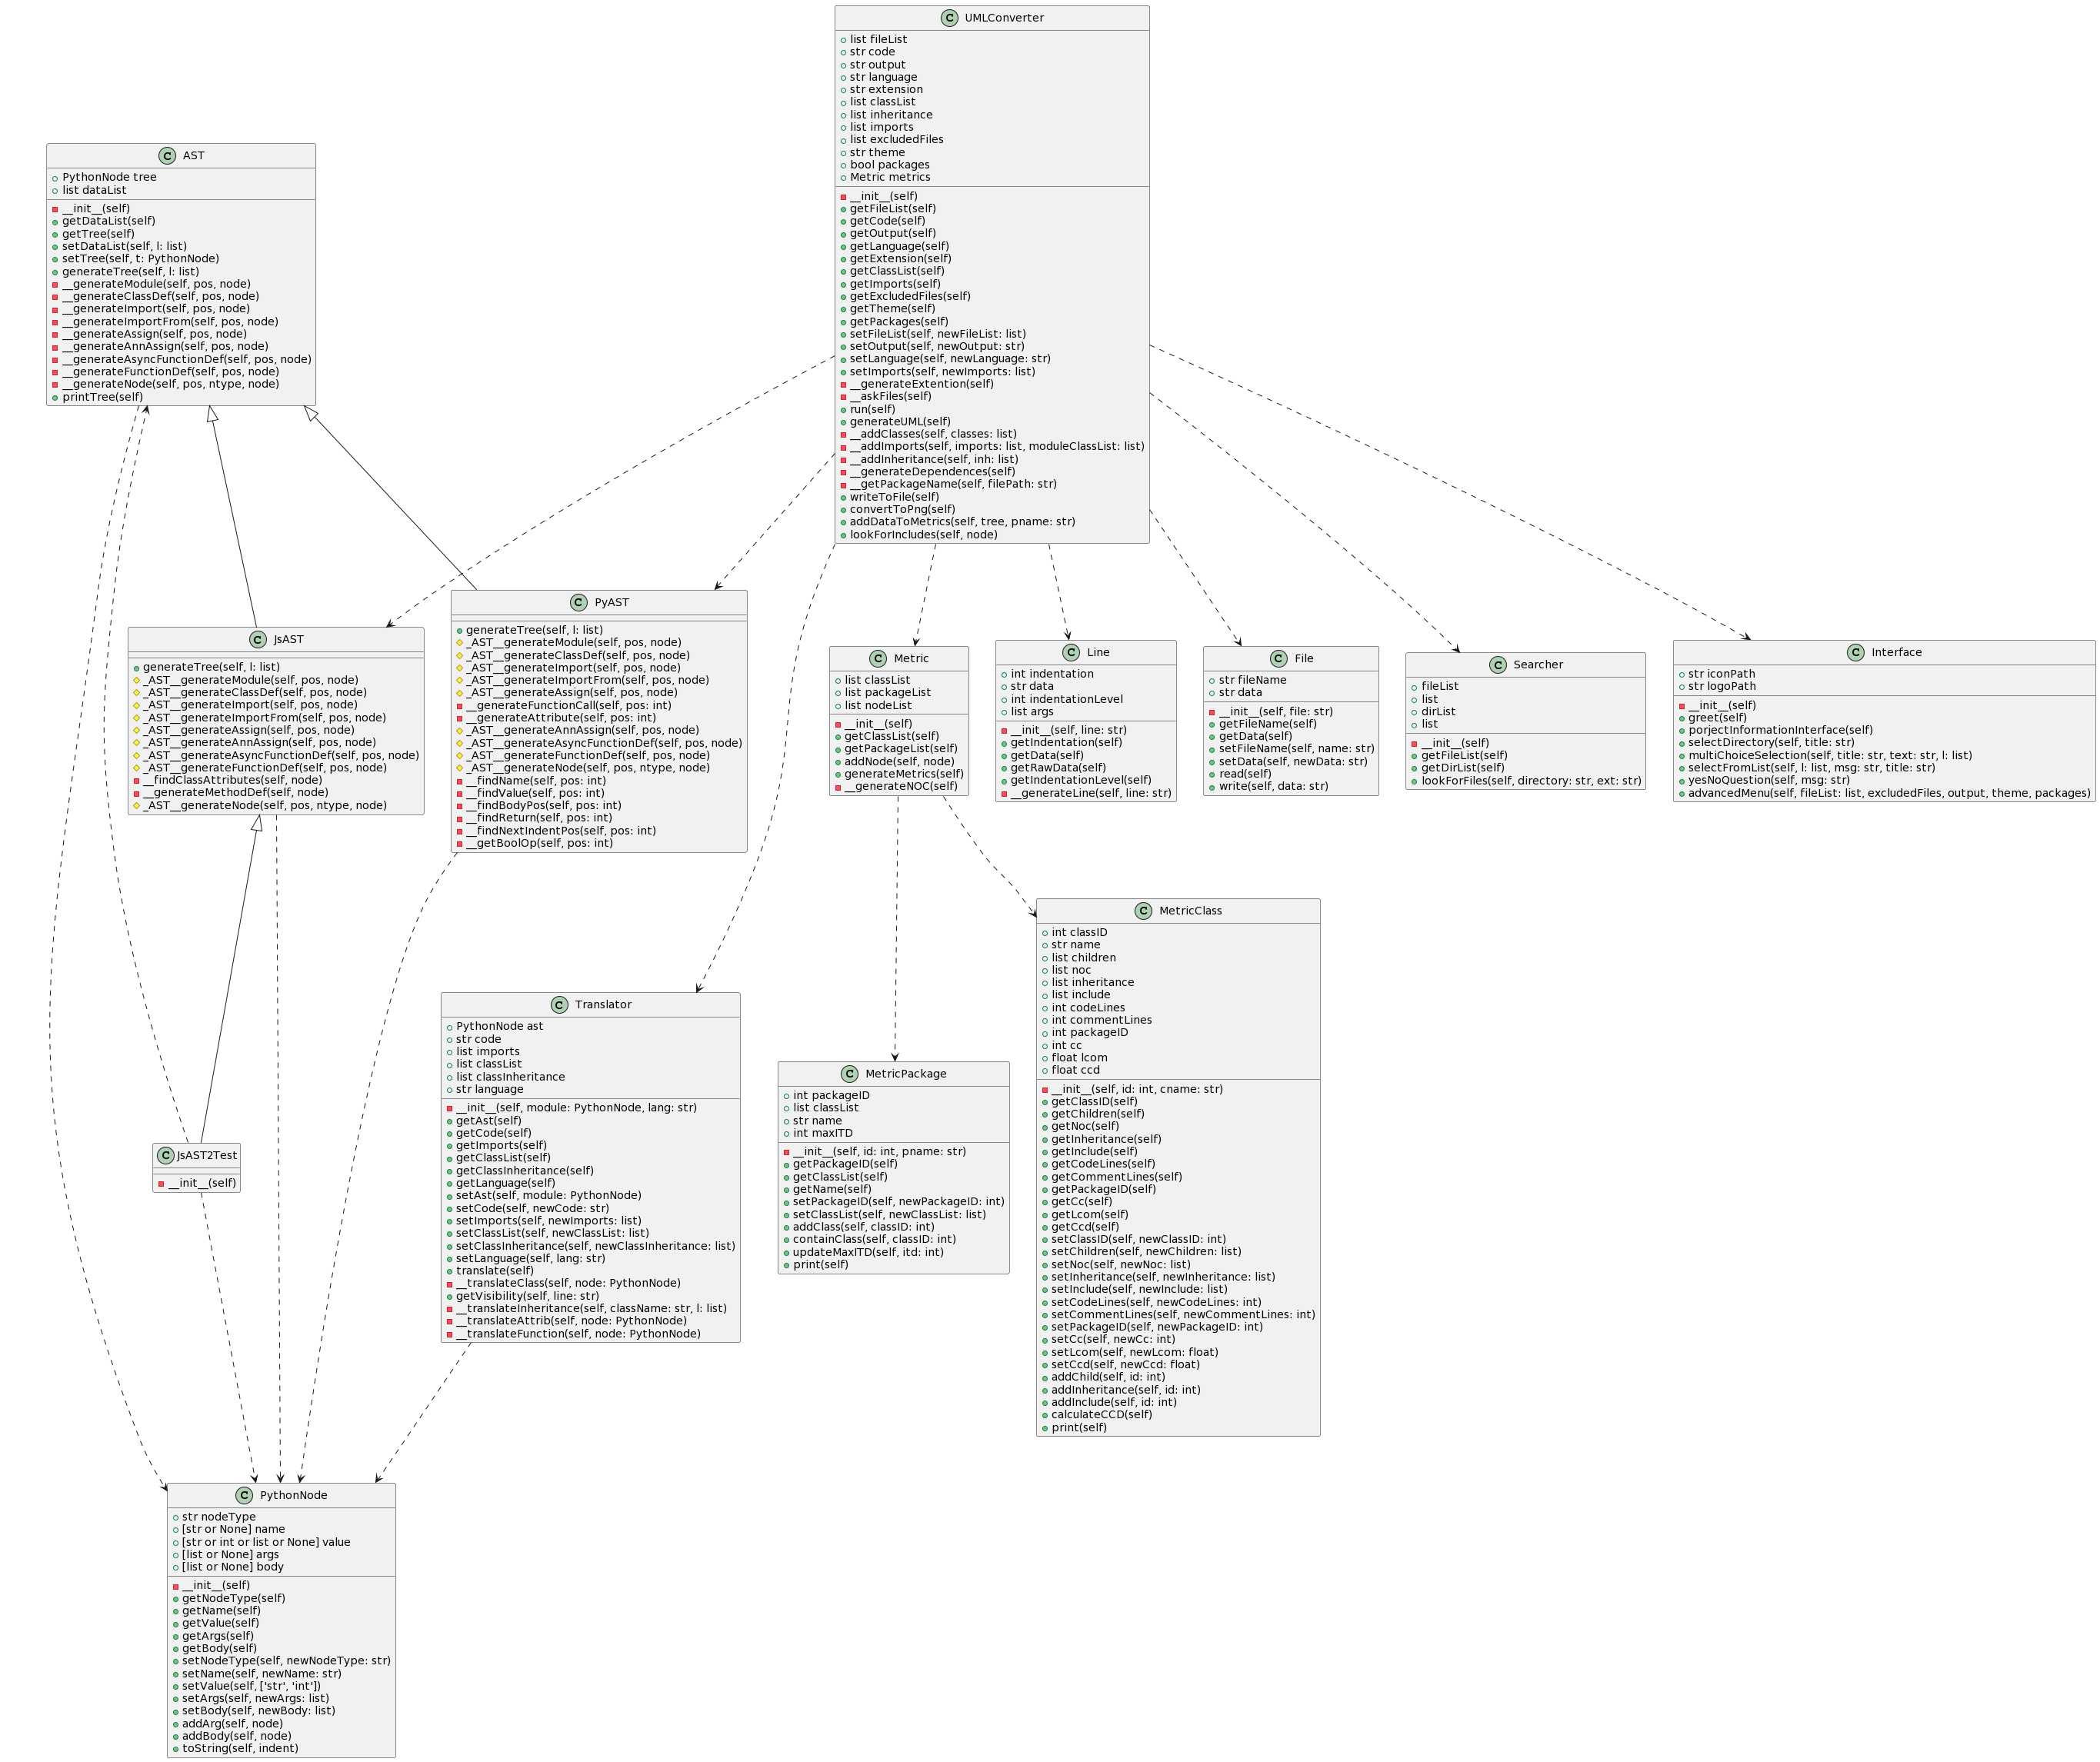 UMLConverter
list fileList
str code
str output
str language
str extension
list classList
list inheritance
list imports
list excludedFiles
str theme
bool packages
Metric metrics
__init__(self)
getFileList(self)
getCode(self)
getOutput(self)
getLanguage(self)
getExtension(self)
getClassList(self)
getImports(self)
getExcludedFiles(self)
getTheme(self)
getPackages(self)
setFileList(self, newFileList: list)
setOutput(self, newOutput: str)
setLanguage(self, newLanguage: str)
setImports(self, newImports: list)
__generateExtention(self)
__askFiles(self)
run(self)
generateUML(self)
__addClasses(self, classes: list)
__addImports(self, imports: list, moduleClassList: list)
__addInheritance(self, inh: list)
__generateDependences(self)
__getPackageName(self, filePath: str)
writeToFile(self)
convertToPng(self)
addDataToMetrics(self, tree, pname: str)
lookForIncludes(self, node)
AST
PythonNode tree
list dataList
__init__(self)
getDataList(self)
getTree(self)
setDataList(self, l: list)
setTree(self, t: PythonNode)
generateTree(self, l: list)
__generateModule(self, pos, node)
__generateClassDef(self, pos, node)
__generateImport(self, pos, node)
__generateImportFrom(self, pos, node)
__generateAssign(self, pos, node)
__generateAnnAssign(self, pos, node)
__generateAsyncFunctionDef(self, pos, node)
__generateFunctionDef(self, pos, node)
__generateNode(self, pos, ntype, node)
printTree(self)
JsAST
generateTree(self, l: list)
_AST__generateModule(self, pos, node)
_AST__generateClassDef(self, pos, node)
_AST__generateImport(self, pos, node)
_AST__generateImportFrom(self, pos, node)
_AST__generateAssign(self, pos, node)
_AST__generateAnnAssign(self, pos, node)
_AST__generateAsyncFunctionDef(self, pos, node)
_AST__generateFunctionDef(self, pos, node)
__findClassAttributes(self, node)
__generateMethodDef(self, node)
_AST__generateNode(self, pos, ntype, node)
PyAST
generateTree(self, l: list)
_AST__generateModule(self, pos, node)
_AST__generateClassDef(self, pos, node)
_AST__generateImport(self, pos, node)
_AST__generateImportFrom(self, pos, node)
_AST__generateAssign(self, pos, node)
__generateFunctionCall(self, pos: int)
__generateAttribute(self, pos: int)
_AST__generateAnnAssign(self, pos, node)
_AST__generateAsyncFunctionDef(self, pos, node)
_AST__generateFunctionDef(self, pos, node)
_AST__generateNode(self, pos, ntype, node)
__findName(self, pos: int)
__findValue(self, pos: int)
__findBodyPos(self, pos: int)
__findReturn(self, pos: int)
__findNextIndentPos(self, pos: int)
__getBoolOp(self, pos: int)
Metric
list classList
list packageList
list nodeList
__init__(self)
getClassList(self)
getPackageList(self)
addNode(self, node)
generateMetrics(self)
__generateNOC(self)
Line
int indentation
str data
int indentationLevel
list args
__init__(self, line: str)
getIndentation(self)
getData(self)
getRawData(self)
getIndentationLevel(self)
__generateLine(self, line: str)
File
str fileName
str data
__init__(self, file: str)
getFileName(self)
getData(self)
setFileName(self, name: str)
setData(self, newData: str)
read(self)
write(self, data: str)
Searcher
fileList
list
dirList
list
__init__(self)
getFileList(self)
getDirList(self)
lookForFiles(self, directory: str, ext: str)
Interface
str iconPath
str logoPath
__init__(self)
greet(self)
porjectInformationInterface(self)
selectDirectory(self, title: str)
multiChoiceSelection(self, title: str, text: str, l: list)
selectFromList(self, l: list, msg: str, title: str)
yesNoQuestion(self, msg: str)
advancedMenu(self, fileList: list, excludedFiles, output, theme, packages)
JsAST2Test
__init__(self)
Translator
PythonNode ast
str code
list imports
list classList
list classInheritance
str language
__init__(self, module: PythonNode, lang: str)
getAst(self)
getCode(self)
getImports(self)
getClassList(self)
getClassInheritance(self)
getLanguage(self)
setAst(self, module: PythonNode)
setCode(self, newCode: str)
setImports(self, newImports: list)
setClassList(self, newClassList: list)
setClassInheritance(self, newClassInheritance: list)
setLanguage(self, lang: str)
translate(self)
__translateClass(self, node: PythonNode)
getVisibility(self, line: str)
__translateInheritance(self, className: str, l: list)
__translateAttrib(self, node: PythonNode)
__translateFunction(self, node: PythonNode)
MetricPackage
int packageID
list classList
str name
int maxITD
__init__(self, id: int, pname: str)
getPackageID(self)
getClassList(self)
getName(self)
setPackageID(self, newPackageID: int)
setClassList(self, newClassList: list)
addClass(self, classID: int)
containClass(self, classID: int)
updateMaxITD(self, itd: int)
print(self)
MetricClass
int classID
str name
list children
list noc
list inheritance
list include
int codeLines
int commentLines
int packageID
int cc
float lcom
float ccd
__init__(self, id: int, cname: str)
getClassID(self)
getChildren(self)
getNoc(self)
getInheritance(self)
getInclude(self)
getCodeLines(self)
getCommentLines(self)
getPackageID(self)
getCc(self)
getLcom(self)
getCcd(self)
setClassID(self, newClassID: int)
setChildren(self, newChildren: list)
setNoc(self, newNoc: list)
setInheritance(self, newInheritance: list)
setInclude(self, newInclude: list)
setCodeLines(self, newCodeLines: int)
setCommentLines(self, newCommentLines: int)
setPackageID(self, newPackageID: int)
setCc(self, newCc: int)
setLcom(self, newLcom: float)
setCcd(self, newCcd: float)
addChild(self, id: int)
addInheritance(self, id: int)
addInclude(self, id: int)
calculateCCD(self)
print(self)
PythonNode
str nodeType
[str or None] name
[str or int or list or None] value
[list or None] args
[list or None] body
__init__(self)
getNodeType(self)
getName(self)
getValue(self)
getArgs(self)
getBody(self)
setNodeType(self, newNodeType: str)
setName(self, newName: str)
setValue(self, ['str', 'int'])
setArgs(self, newArgs: list)
setBody(self, newBody: list)
addArg(self, node)
addBody(self, node)
toString(self, indent)